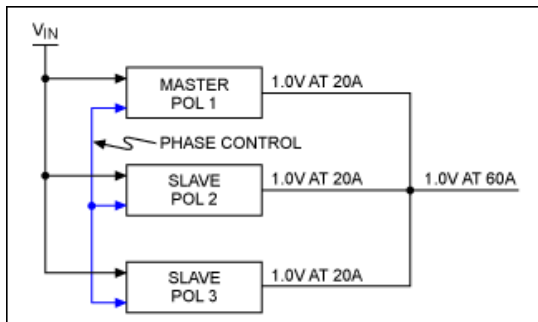 VIN
MASTER
POL 1
1.0V AT 20A
PHASE CONTROL
SLAVE
POL 2
1.0V AT 20A
1.0V AT 60A
SLAVE
POL 3
1.0V AT 20A